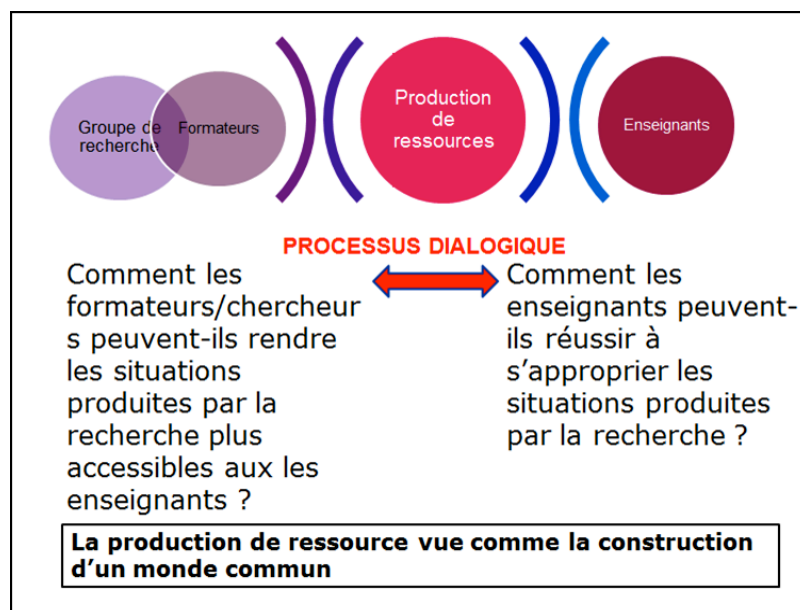 Groupe de
recherche
Formateurs
Production
de
ressources
Enseignants
PROCESSUS DIALOGIQUE
Comment les
formateurs/chercheur
s peuvent-ils rendre
les situations
produites par la
recherche plus
accessibles aux les
enseignants ?
Comment les
enseignants peuvent-
ils réussir à
s’approprier les
situations produites
par la recherche ?
La production de ressource vue comme la construction
d’un monde commun